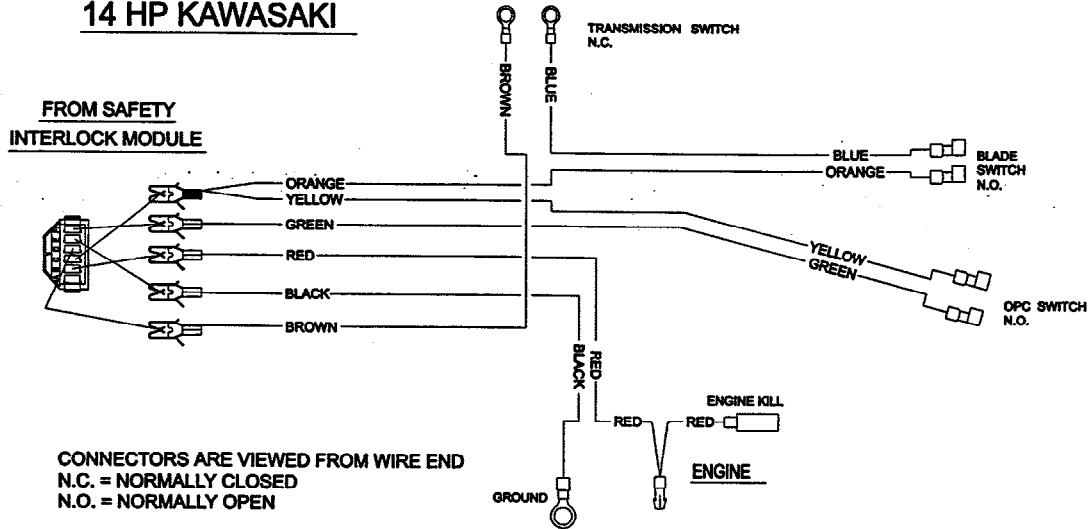 14 HP KAWASAKI
TRANSMISSION SWITCH
N.C.
BROWN
BLUE
FROM SAFETY
INTERLOCK MODULE
BLUE
ORANGE
BLADE
SWITCH
N.O.
ORANGE
YELLOW
GREEN
RED
BLACK
BROWN
YELLOW
GREEN
OPC SWITCH
N.O.
BLACK
RED
ENGINE KILL
RED
RED
ENGINE
GROUND
CONNECTORS ARE VIEWED FROM WIRE END
N.C. = NORMALLY CLOSED
N.O. = NORMALLY OPEN